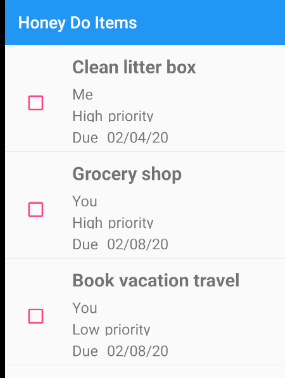 Honey Do Items
Clean litter box
Me
High priority
Due 02/04/20
Grocery shop
You
High priority
Due 02/08/20
Book vacation travel
You
Low priority
Due 02/08/20